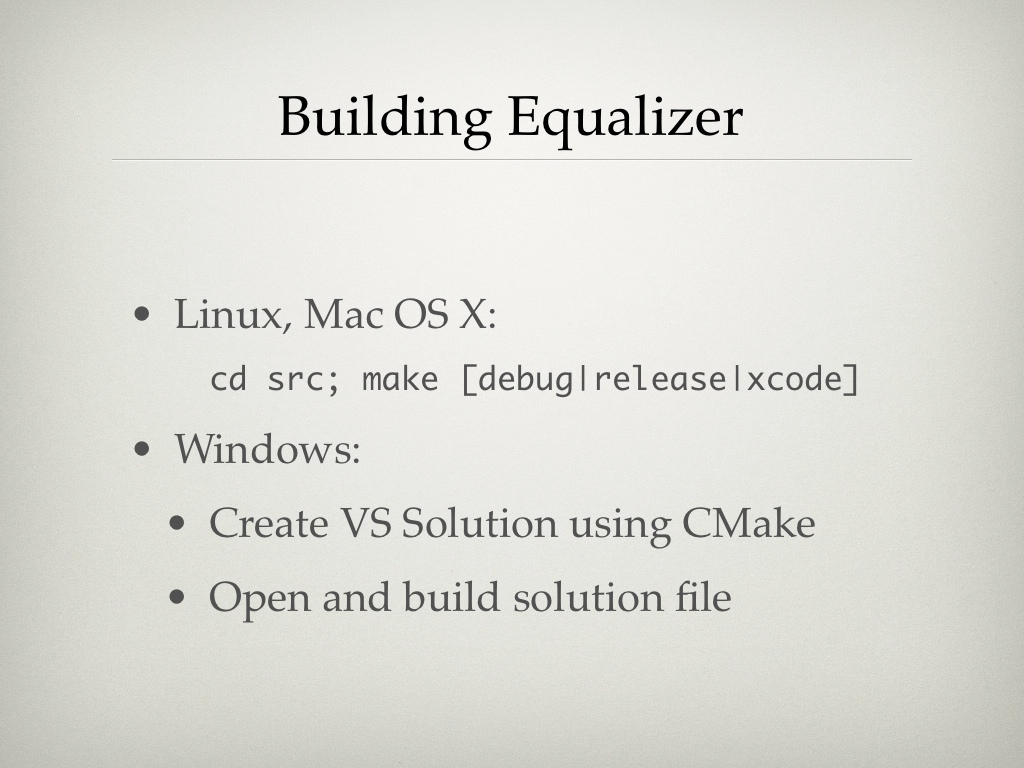 Building Equalizer
• Linux, Mac OS X:
cd src; make [debug|release|xcode]
• Windows:
• Create VS Solution using CMake
• Open and build solution file